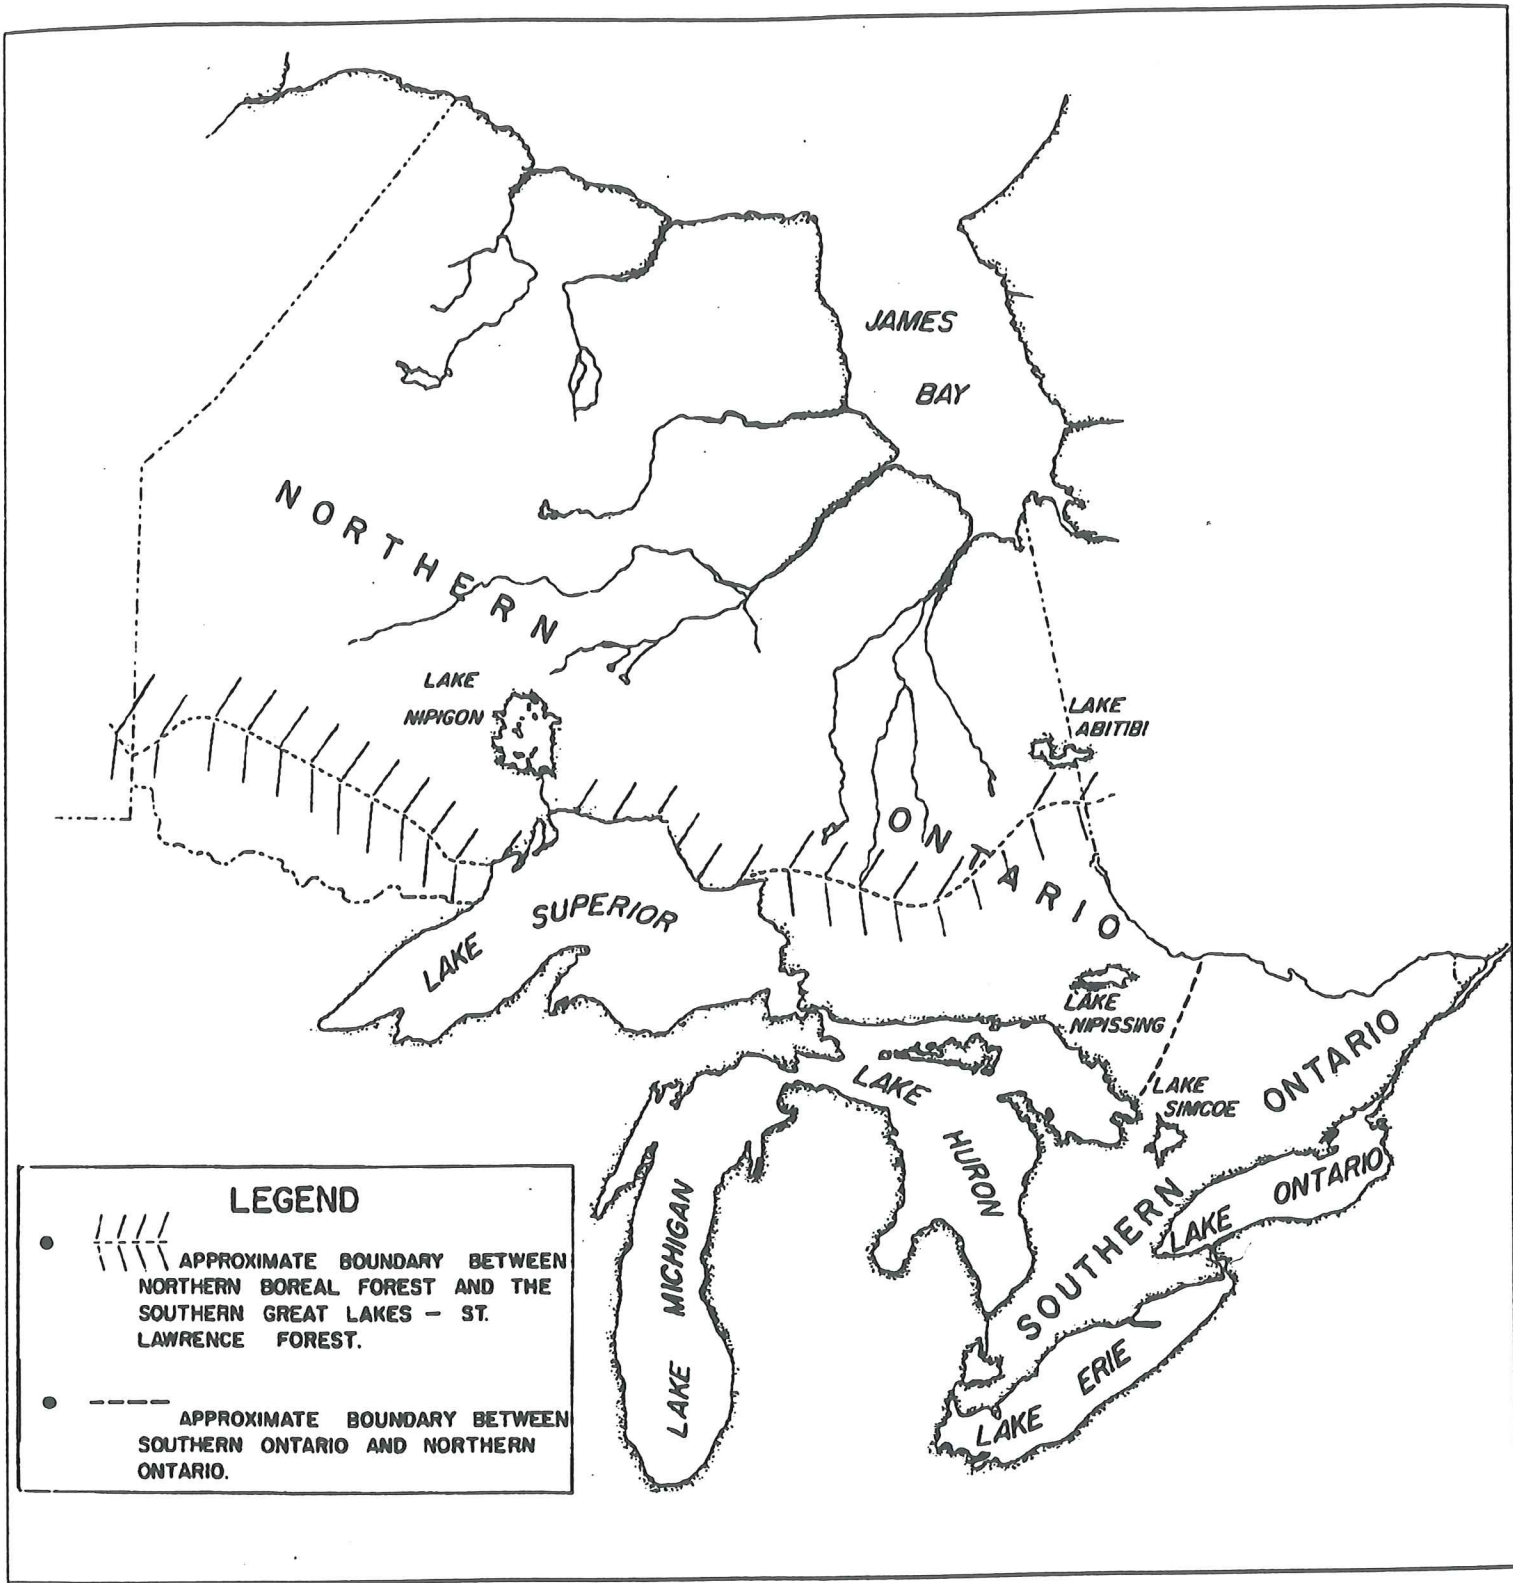 JAMES
BAY
NORTHERN
LAKE
NIPIGON
LAKE
ABITIBI
ONTARIO
LAKE SUPERIOR
LAKE
NIPISSING
LAKE
SIMCOE
SOUTHERN ONTARIO
LAKE HURON
LAKE MICHIGAN
LAKE ONTARIO
LAKE ERIE
LEGEND
APPROXIMATE BOUNDARY BETWEEN
NORTHERN BOREAL FOREST AND THE
SOUTHERN GREAT LAKES – ST.
LAWRENCE FOREST.
APPROXIMATE BOUNDARY BETWEEN
SOUTHERN ONTARIO AND NORTHERN
ONTARIO.